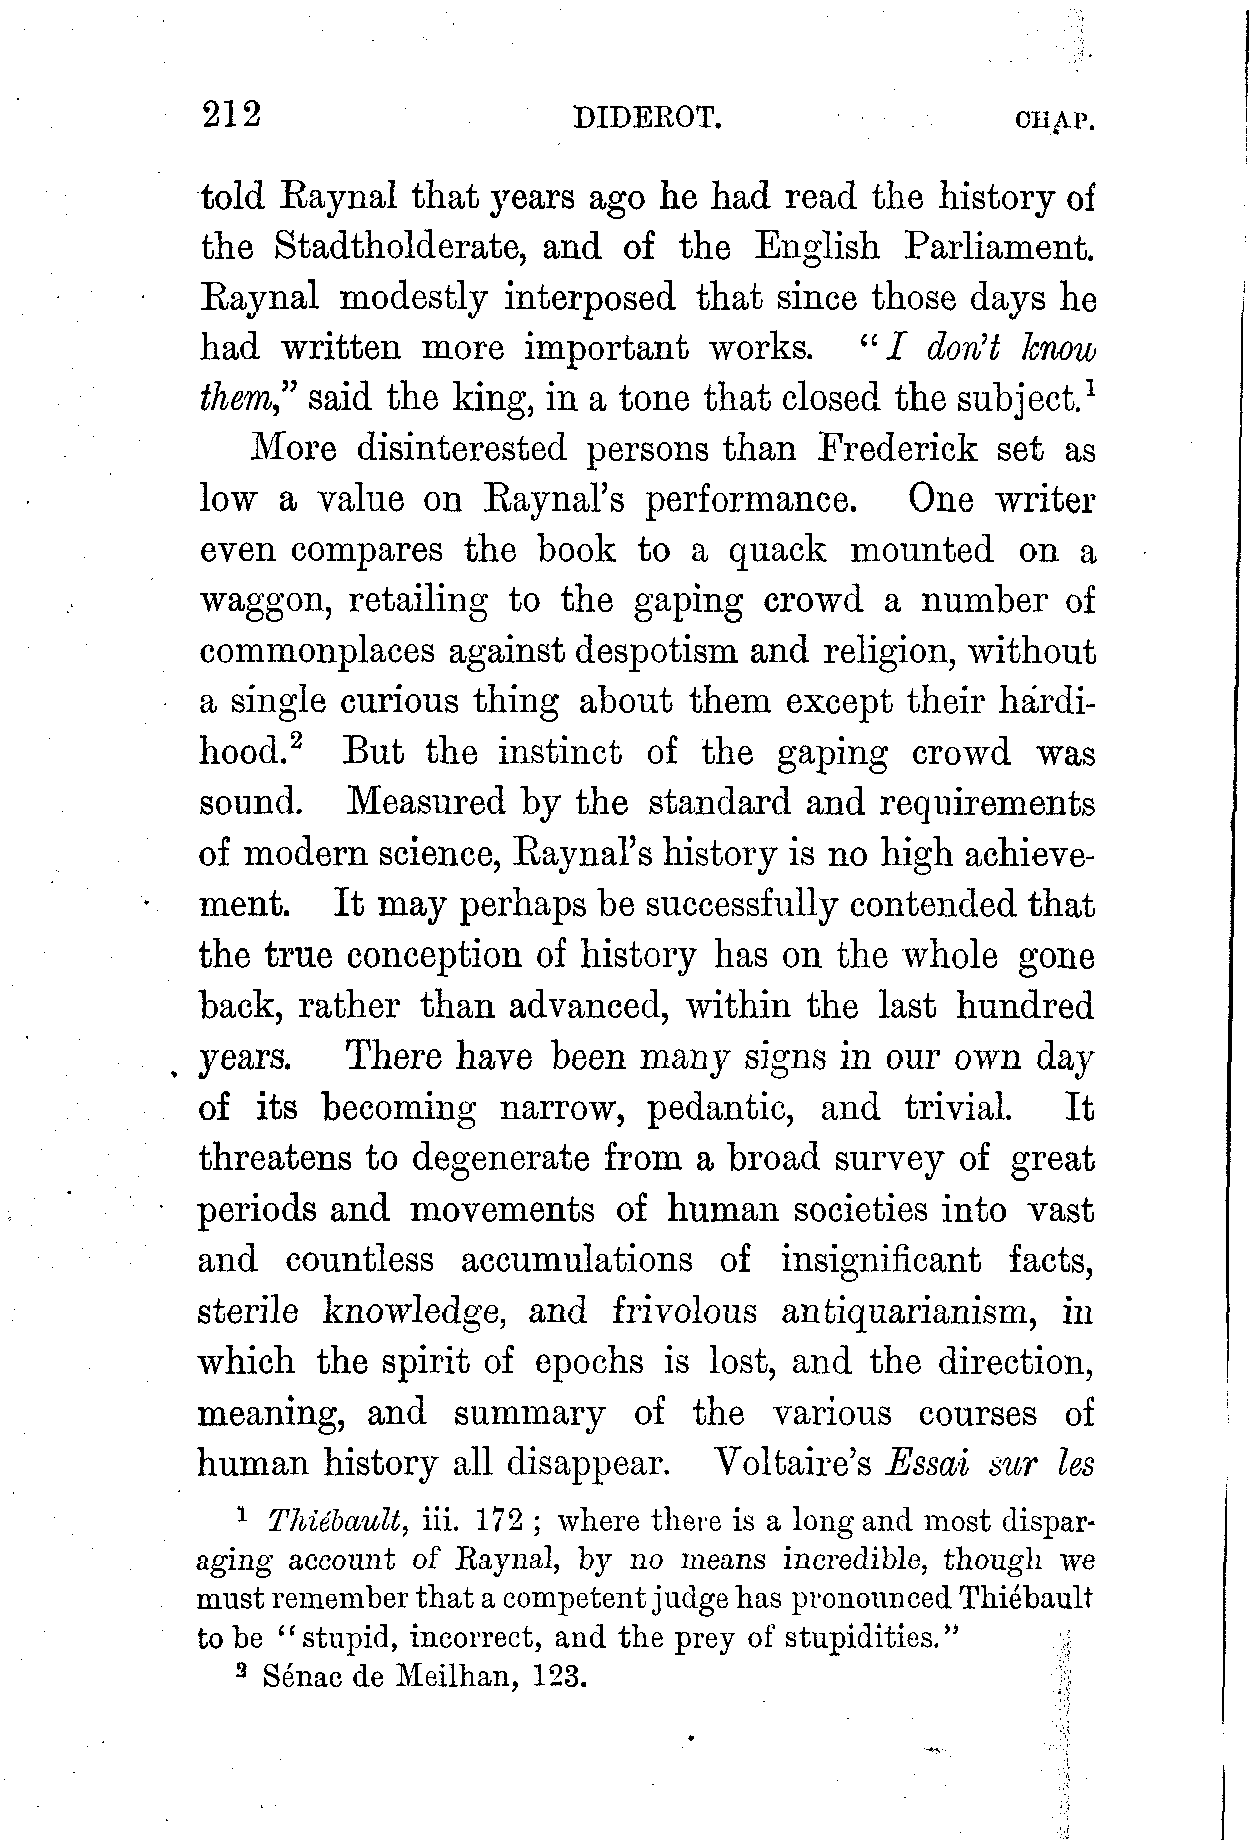 212 DIDEROT. CHAP.
told Raynal that years ago he had read the history of
the Stadtholderate, and of the English Parliament.
Raynal modestly interposed that since those days he
had written more important works. “I don’t know
them,” said the king, in a tone that closed the subject.¹
More disinterested persons than Frederick set as
low a value on Raynal’s performance. One writer
even compares the book to a quack mounted on a
waggon, retailing to the gaping crowd a number of
commonplaces against despotism and religion, without
a single curious thing about them except their hardi-
hood.² But the instinct of the gaping crowd was
sound. Measured by the standard and requirements
of modern science, Raynal’s history is no high achieve-
ment. It may perhaps be successfully contended that
the true conception of history has on the whole gone
back, rather than advanced, within the last hundred
years. There have been many signs in our own day
of its becoming narrow, pedantic, and trivial. It
threatens to degenerate from a broad survey of great
periods and movements of human societies into vast
and countless accumulations of insignificant facts,
sterile knowledge, and frivolous antiquarianism, in
which the spirit of epochs is lost, and the direction,
meaning, and summary of the various courses of
human history all disappear. Voltaire’s Essai sur les
¹ Thiébault, iii. 172 ; where there is a long and most dispar-
aging account of Raynal, by no means incredible, though we
must remember that a competent judge has pronounced Thiébault
to be “stupid, incorrect, and the prey of stupidities.”
² Sénac de Meilhan, 123.